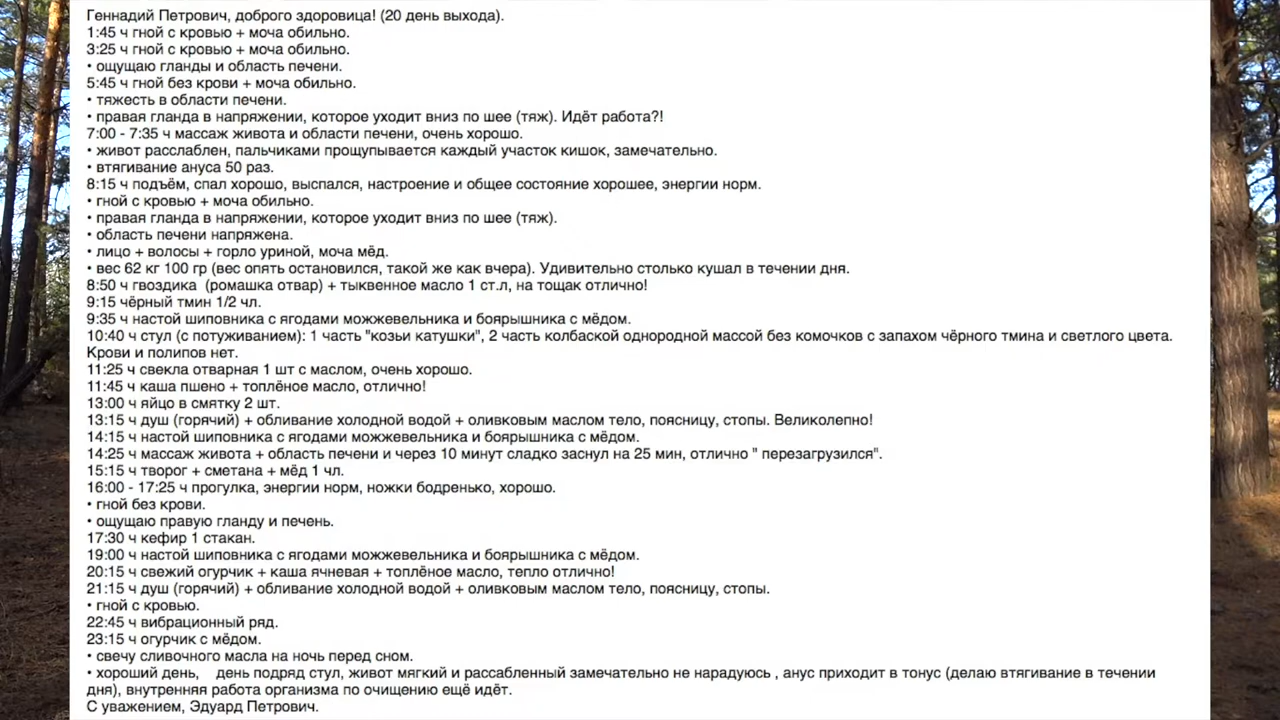 Геннадий Петрович, доброго здоровица! (20 день выхода).
1:45 ч гной с кровью + моча обильно.
3:25 ч гной с кровью + моча обильно.
• ощущаю гланды и область печени.
5:45 ч гной без крови + моча обильно.
• тяжесть в области печени.
• правая гланда в напряжении, которое уходит вниз по шее (тяж). Идёт работа?!
7:00 - 7:35 ч массаж живота и области печени, очень хорошо.
• живот расслаблен, пальчиками прощупывается каждый участок кишок, замечательно.
• втягивание ануса 50 раз.
8:15 ч подъём, спал хорошо, выспался, настроение и общее состояние хорошее, энергии норм.
• гной с кровью + моча обильно.
• правая гланда в напряжении, которое уходит вниз по шее (тяж).
• область печени напряжена.
• лицо + волосы + горло уриной, моча мёд.
• вес 62 кг 100 гр (вес опять остановился, такой же как вчера). Удивительно столько кушал в течении дня.
8:50 ч гвоздика (ромашка отвар) + тыквенное масло 1 ст.л, на тощак отлично!
9:15 чёрный тмин 1/2 чл.
9:35 ч настой шиповника с ягодами можжевельника и боярышника с мёдом.
10:40 ч стул (с потуживанием): 1 часть "козьи катушки", 2 часть колбаской однородной массой без комочков с запахом чёрного тмина и светлого цвета.
Крови и полипов нет.
11:25 ч свекла отварная 1 шт с маслом, очень хорошо.
11:45 ч каша пшено + топлёное масло, отлично!
13:00 ч яйцо в смятку 2 шт.
13:15 ч душ (горячий) + обливание холодной водой + оливковым маслом тело, поясницу, стопы. Великолепно!
14:15 ч настой шиповника с ягодами можжевельника и боярышника с мёдом.
14:25 ч массаж живота + область печени и через 10 минут сладко заснул на 25 мин, отлично " перезагрузился".
15:15 ч творог + сметана + мёд 1 чл.
16:00 - 17:25 ч прогулка, энергии норм, ножки бодренько, хорошо.
• гной без крови.
• ощущаю правую гланду и печень.
17:30 ч кефир 1 стакан.
19:00 ч настой шиповника с ягодами можжевельника и боярышника с мёдом.
20:15 ч свежий огурчик + каша ячневая + топлёное масло, тепло отлично!
21:15 ч душ (горячий) + обливание холодной водой + оливковым маслом тело, поясницу, стопы.
• гной с кровью.
22:45 ч вибрационный ряд.
23:15 ч огурчик с мёдом.
• свечу сливочного масла на ночь перед сном.
• хороший день, день подряд стул, живот мягкий и рассабленный замечательно не нарадуюсь , анус приходит в тонус (делаю втягивание в течении
дня), внутренняя работа организма по очищению ещё идёт.
С уважением, Эдуард Петрович.